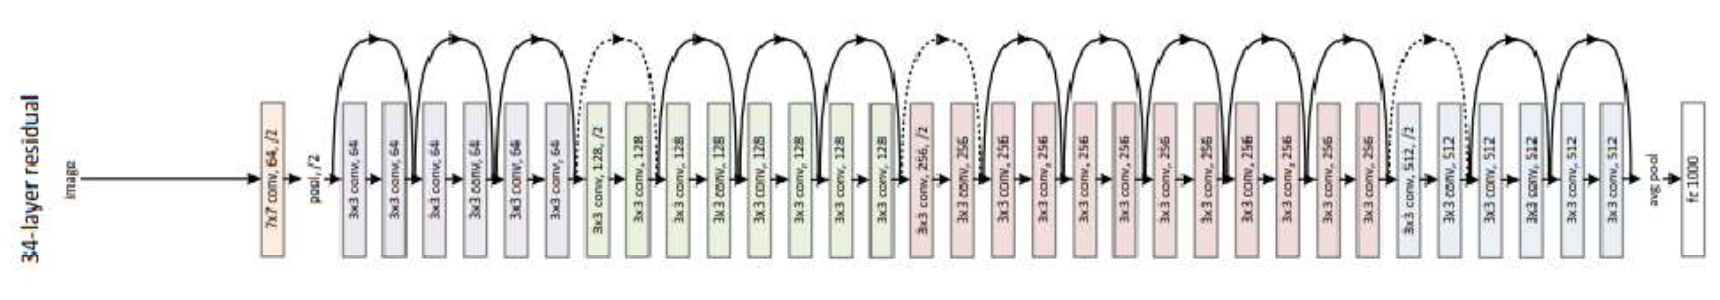 34-layer residual
image
7x7 conv, 64, /2
pool, /2
3x3 conv, 64
3x3 conv, 64
3x3 conv, 64
3x3 conv, 64
3x3 conv, 64
3x3 conv, 64
3x3 conv, 128, /2
3x3 conv, 128
3x3 conv, 128
3x3 conv, 128
3x3 conv, 128
3x3 conv, 128
3x3 conv, 128
3x3 conv, 128
3x3 conv, 256, /2
3x3 conv, 256
3x3 conv, 256
3x3 conv, 256
3x3 conv, 256
3x3 conv, 256
3x3 conv, 256
3x3 conv, 256
3x3 conv, 256
3x3 conv, 256
3x3 conv, 256
3x3 conv, 256
3x3 conv, 512, /2
3x3 conv, 512
3x3 conv, 512
3x3 conv, 512
3x3 conv, 512
3x3 conv, 512
avg pool
fc 1000